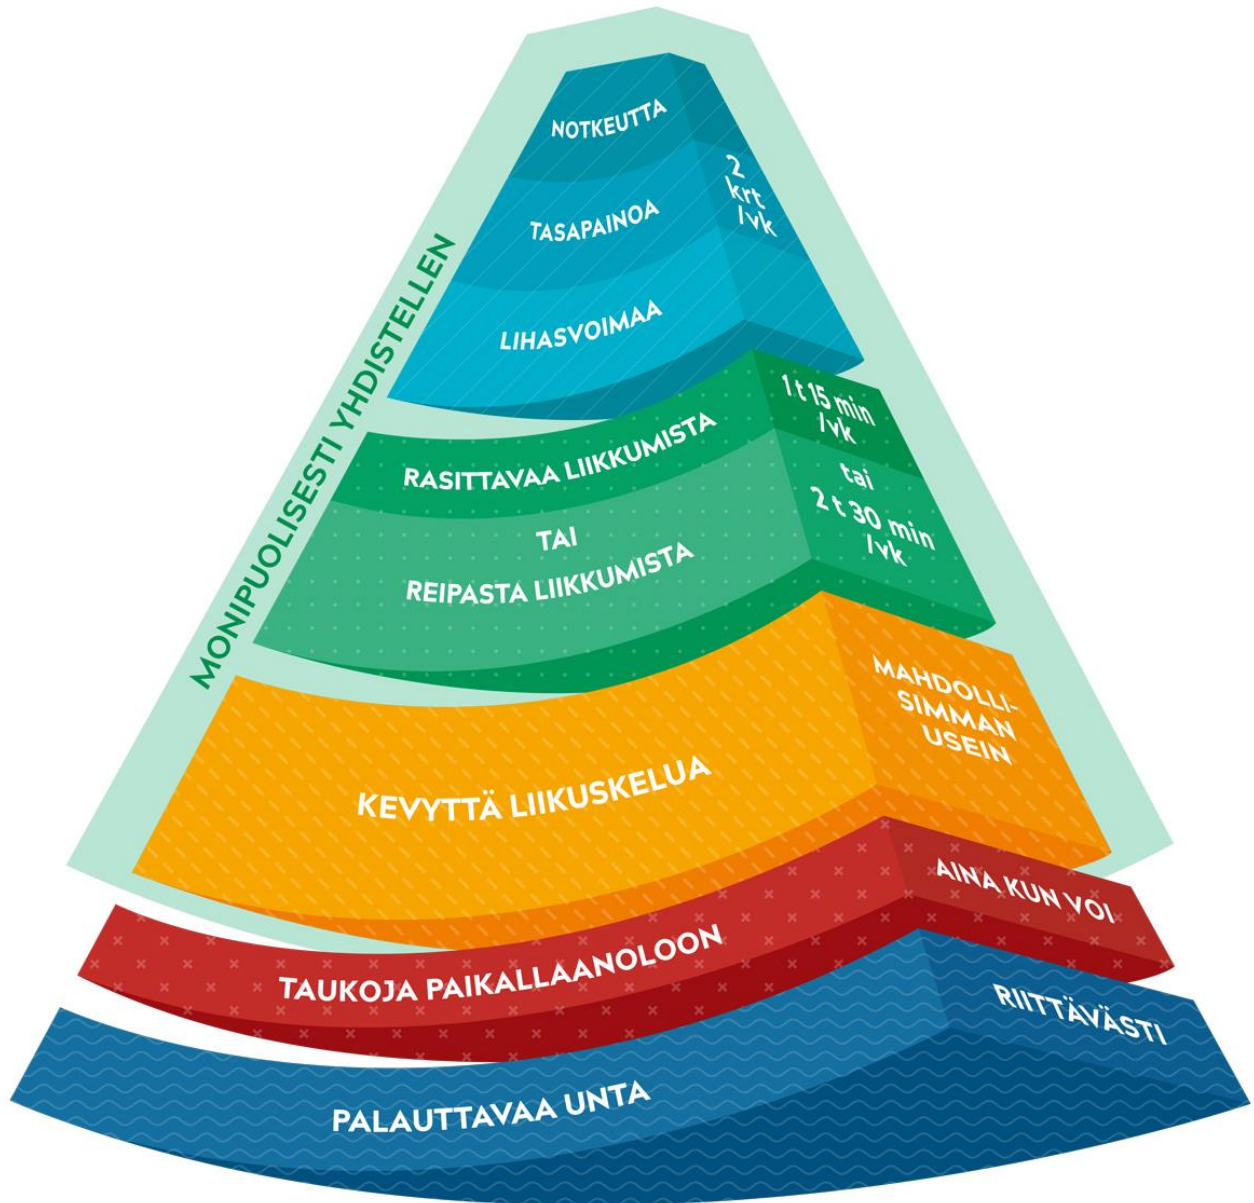 NOTKEUTTA
TASAPAINOA
LIHASVOIMAA
2
krt
/vk
MONIPUOLISESTI YHDISTELLEN
RASITTAVAA LIIKKUMISTA
1 t 15 min
/vk
TAI
REIPASTA LIIKKUMISTA
tai
2 t 30 min
/vk
KEVYTTÄ LIIKUSKELUA
MAHDOLLI-
SIMMAN
USEIN
TAUKOJA PAIKALLAANOLOON
AINA KUN VOI
PALAUTTAVAA UNTA
RIITTÄVÄSTI